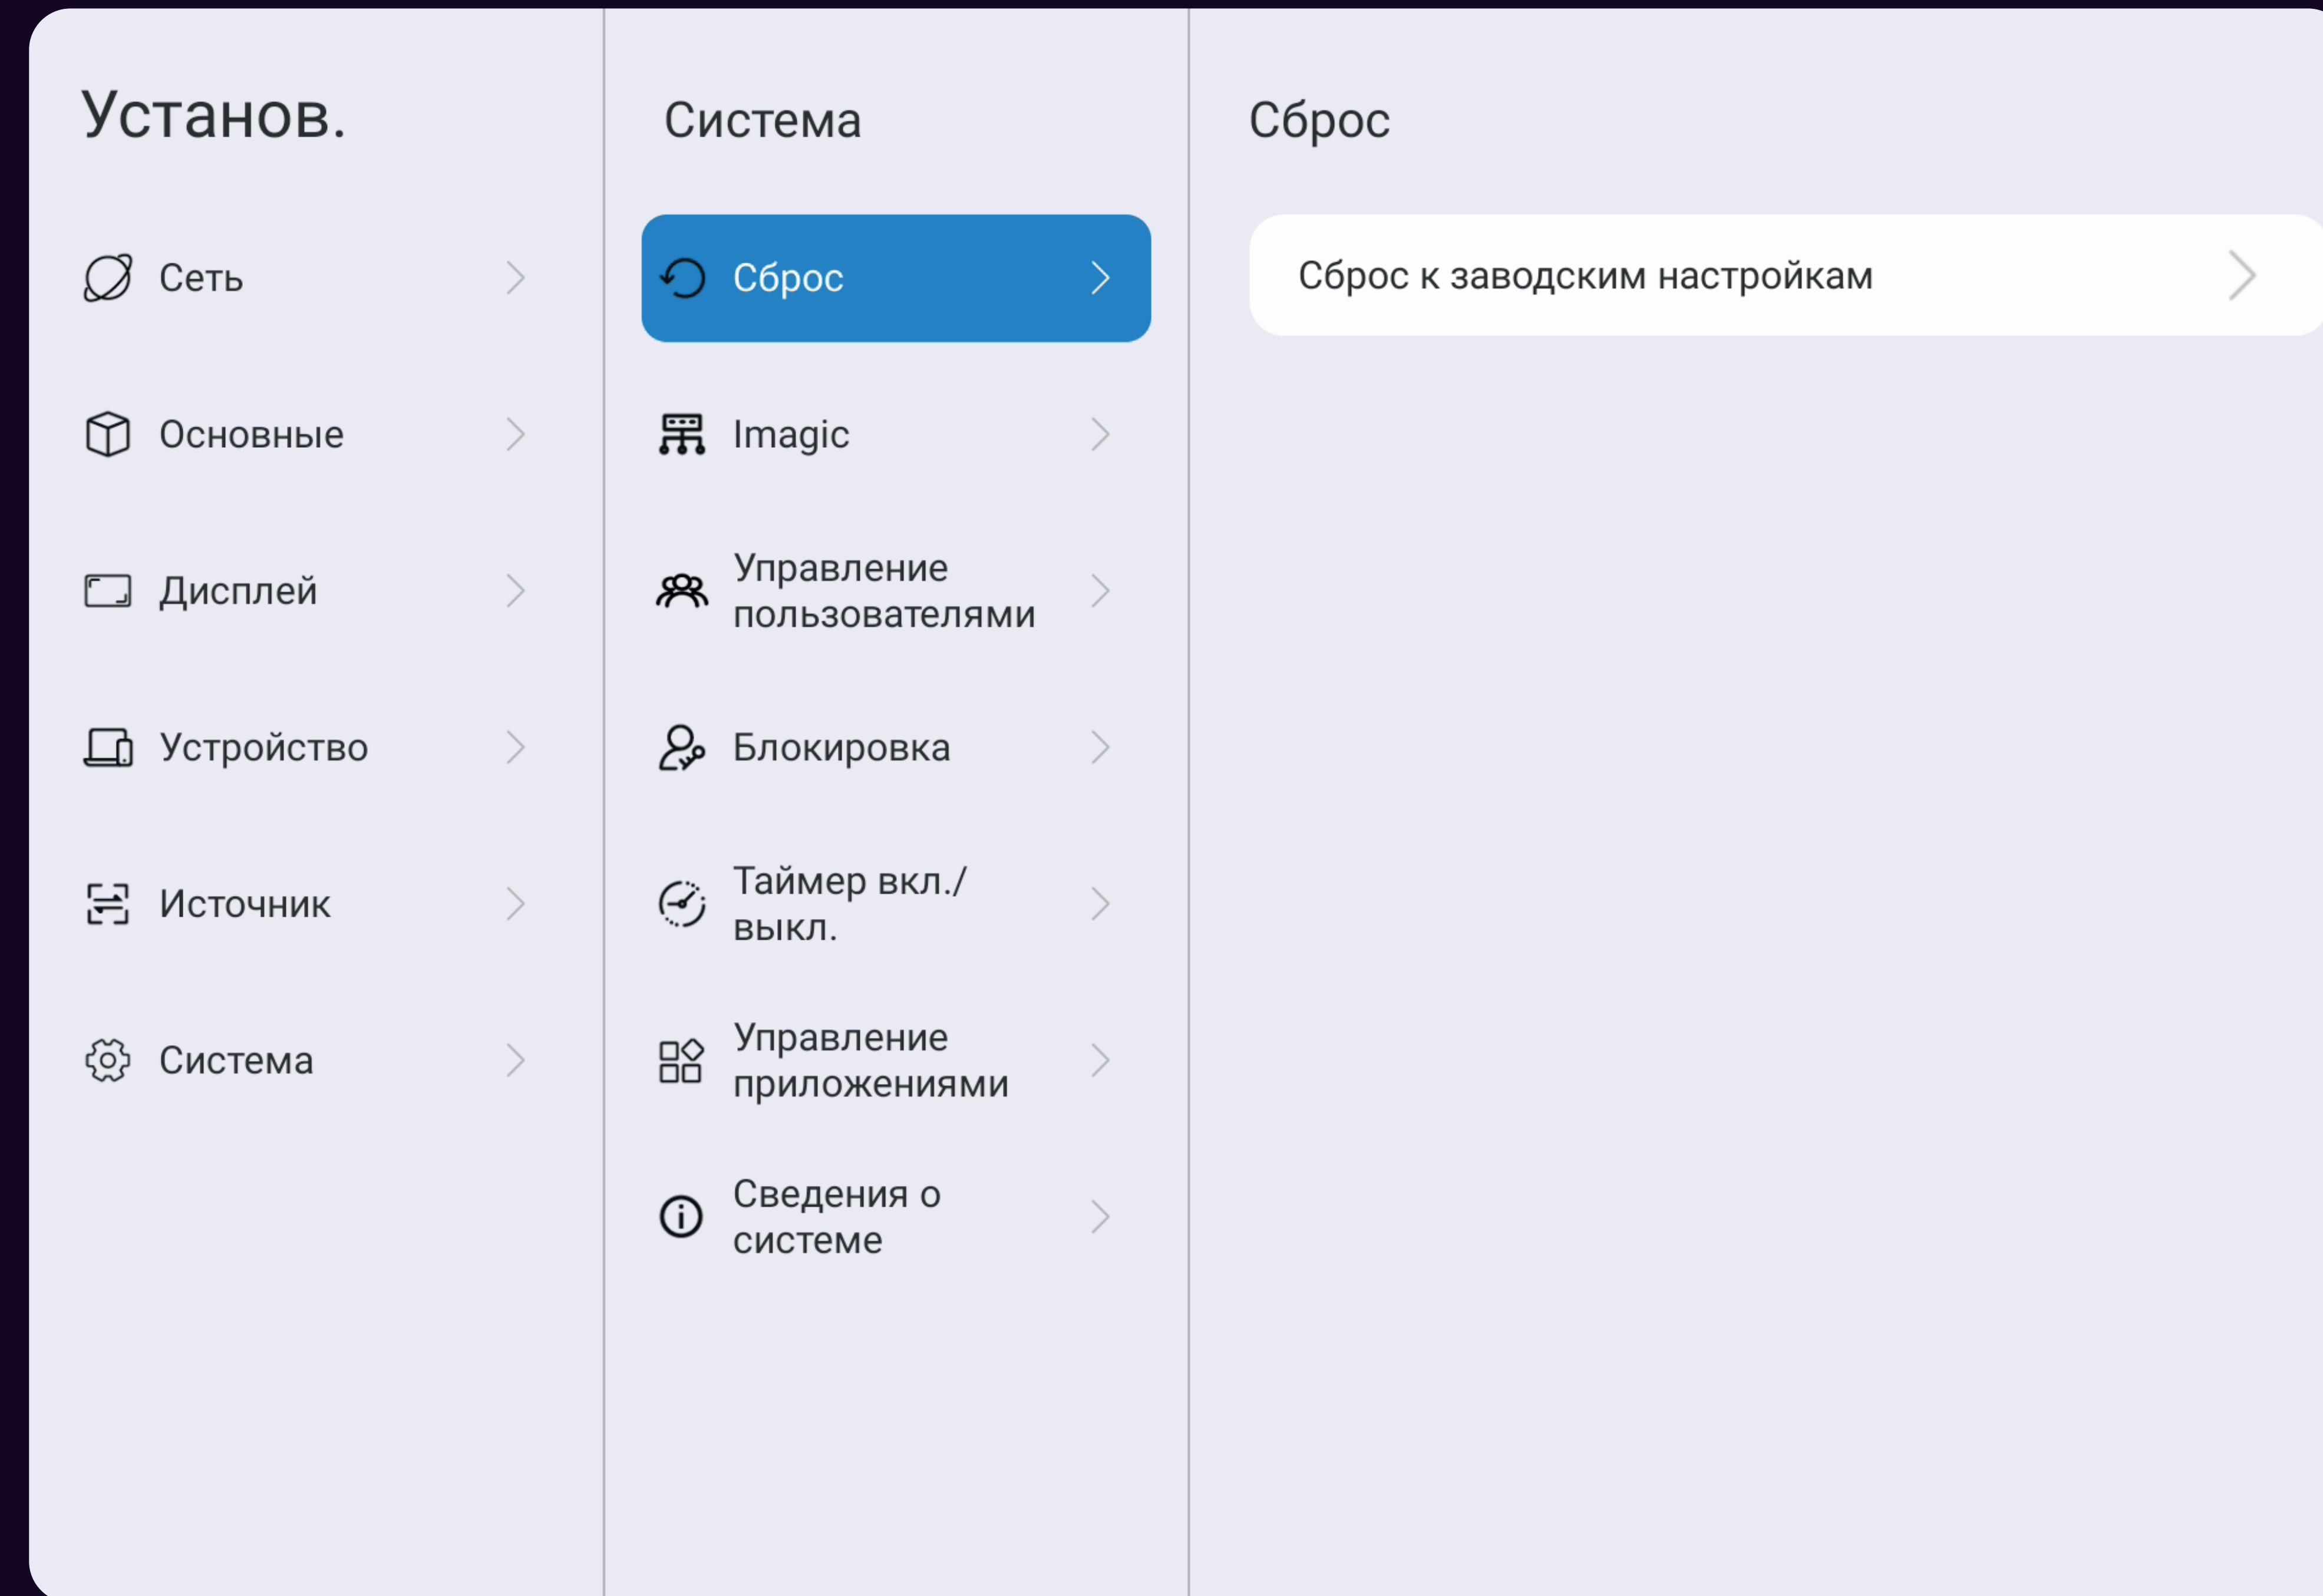 Установ.
Сеть
Основные
Дисплей
Устройство
Источник
Система
Система
Сброс
Imagic
Управление
пользователями
Блокировка
Таймер вкл./
выкл.
Управление
приложениями
Сведения о
системе
Сброс
Сброс к заводским настройкам